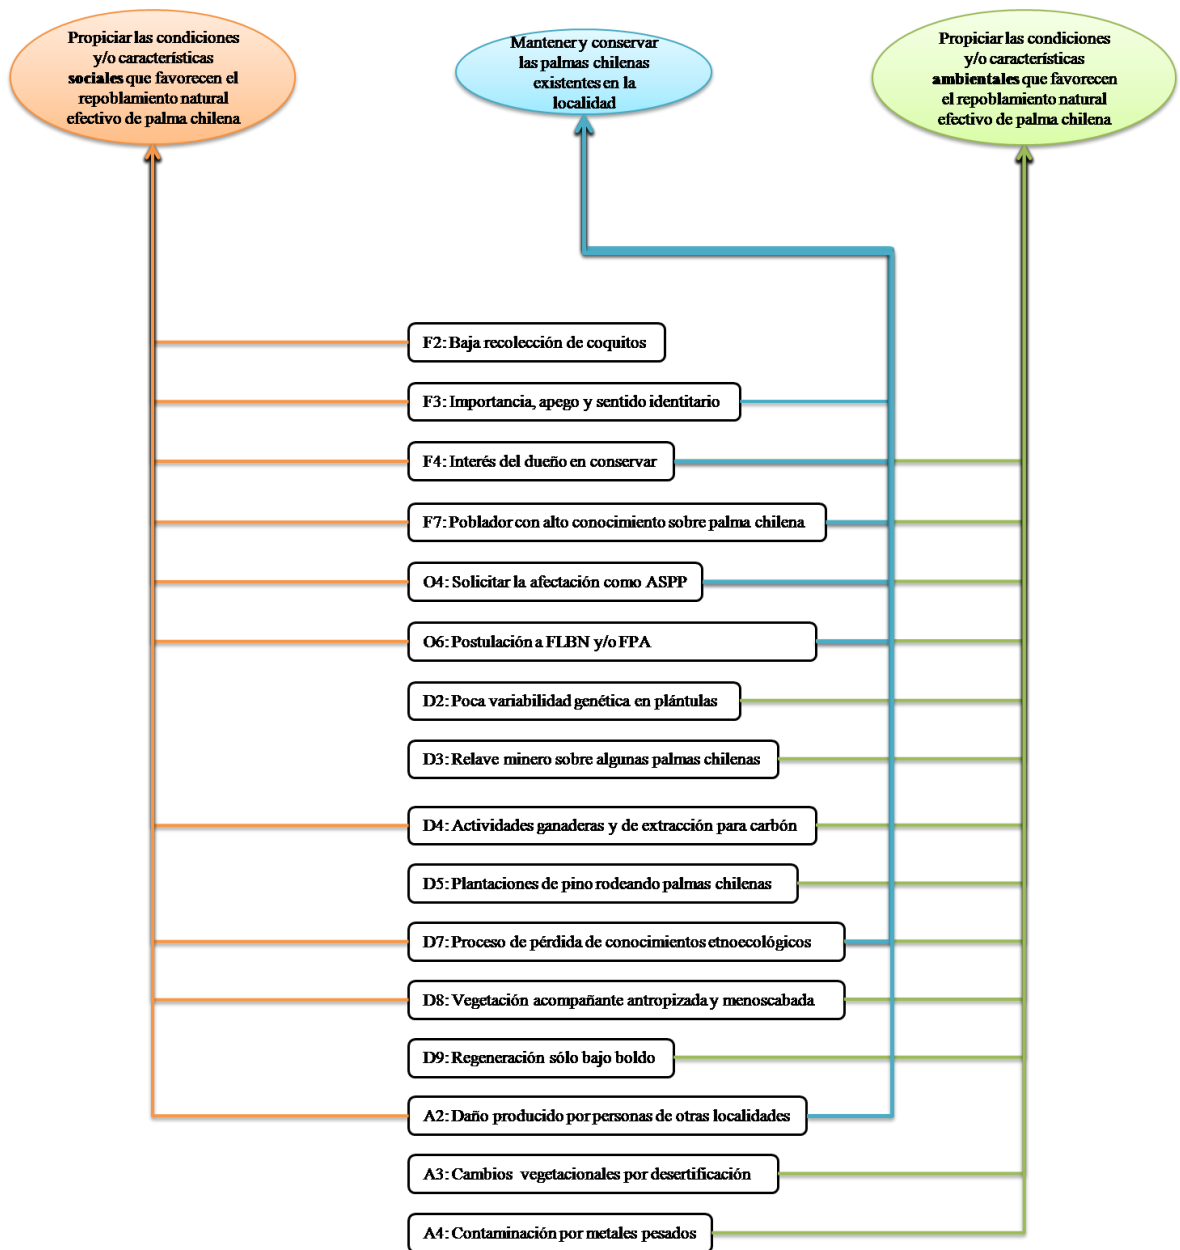 Propiciar las condiciones
y/o características
sociales que favorecen el
repoblamiento natural
efectivo de palma chilena
Mantener y conservar
las palmas chilenas
existentes en la
localidad
Propiciar las condiciones
y/o características
ambientales que favorecen
el repoblamiento natural
efectivo de palma chilena
F2: Baja recolección de coquitos
F3: Importancia, apego y sentido identitario
F4: Interés del dueño en conservar
F7: Poblador con alto conocimiento sobre palma chilena
O4: Solicitar la afectación como ASPP
O6: Postulación a FLBN y/o FPA
D2: Poca variabilidad genética en plántulas
D3: Relave minero sobre algunas palmas chilenas
D4: Actividades ganaderas y de extracción para carbón
D5: Plantaciones de pino rodeando palmas chilenas
D7: Proceso de pérdida de conocimientos etnoecológicos
D8: Vegetación acompañante antropizada y menoscabada
D9: Regeneración sólo bajo boldo
A2: Daño producido por personas de otras localidades
A3: Cambios vegetacionales por desertificación
A4: Contaminación por metales pesados